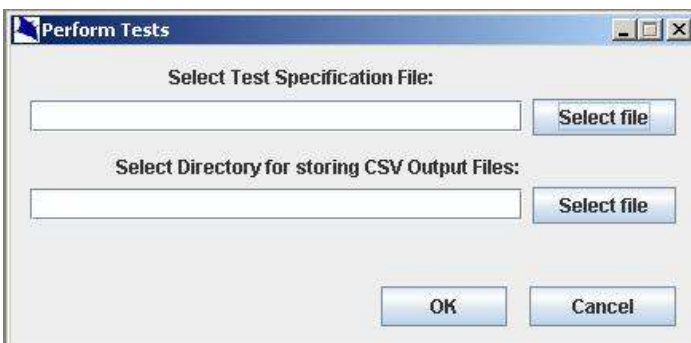 Perform Tests
Select Test Specification File:
Select file
Select Directory for storing CSV Output Files:
Select file
OK
Cancel